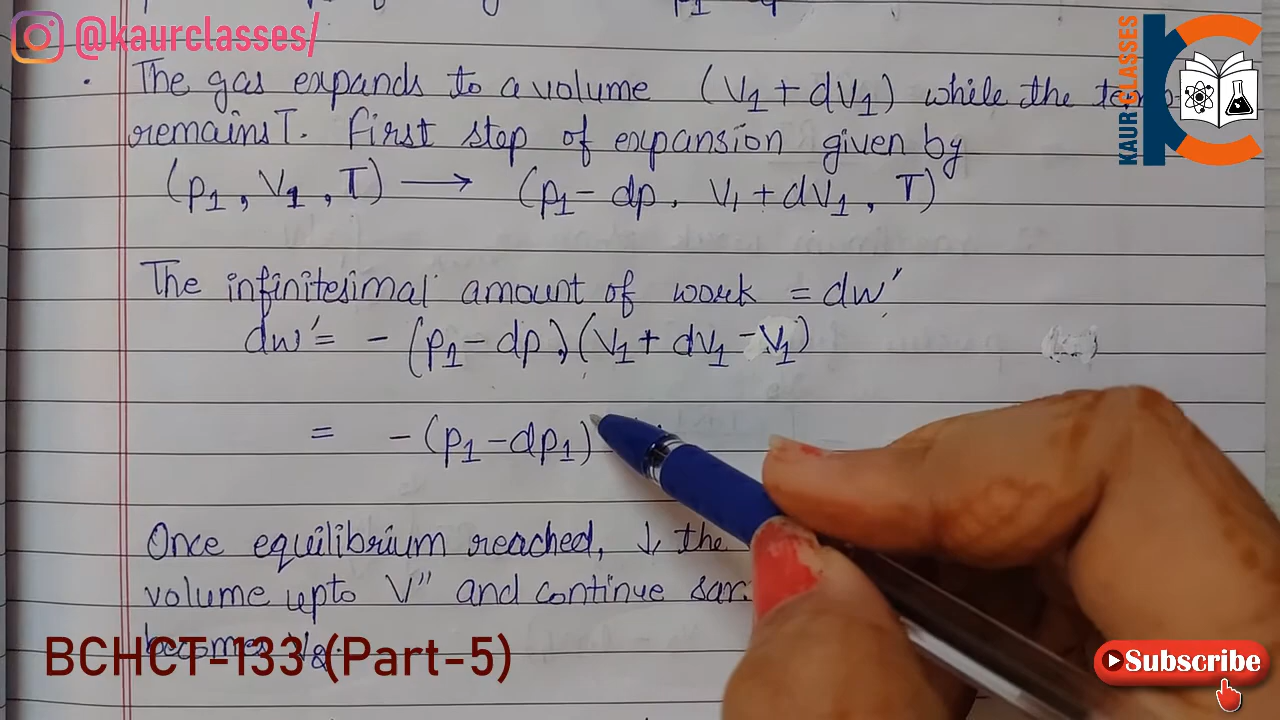 @kaurclasses/
KAUR CLASSES
The gas expands to a volume (V1 + dV1) while the temp
remains T. First step of expansion given by
(p1, V1, T) → (p1 - dp, V1 + dV1, T)
The infinitesimal amount of work = dw'
dw' = - (p1 - dp) (V1 + dV1 - V1)
= - (p1 - dp1)
Once equilibrium reached, ↓ the
volume upto V" and continue
becomes
BCHCT-133 (Part-5)
Subscribe